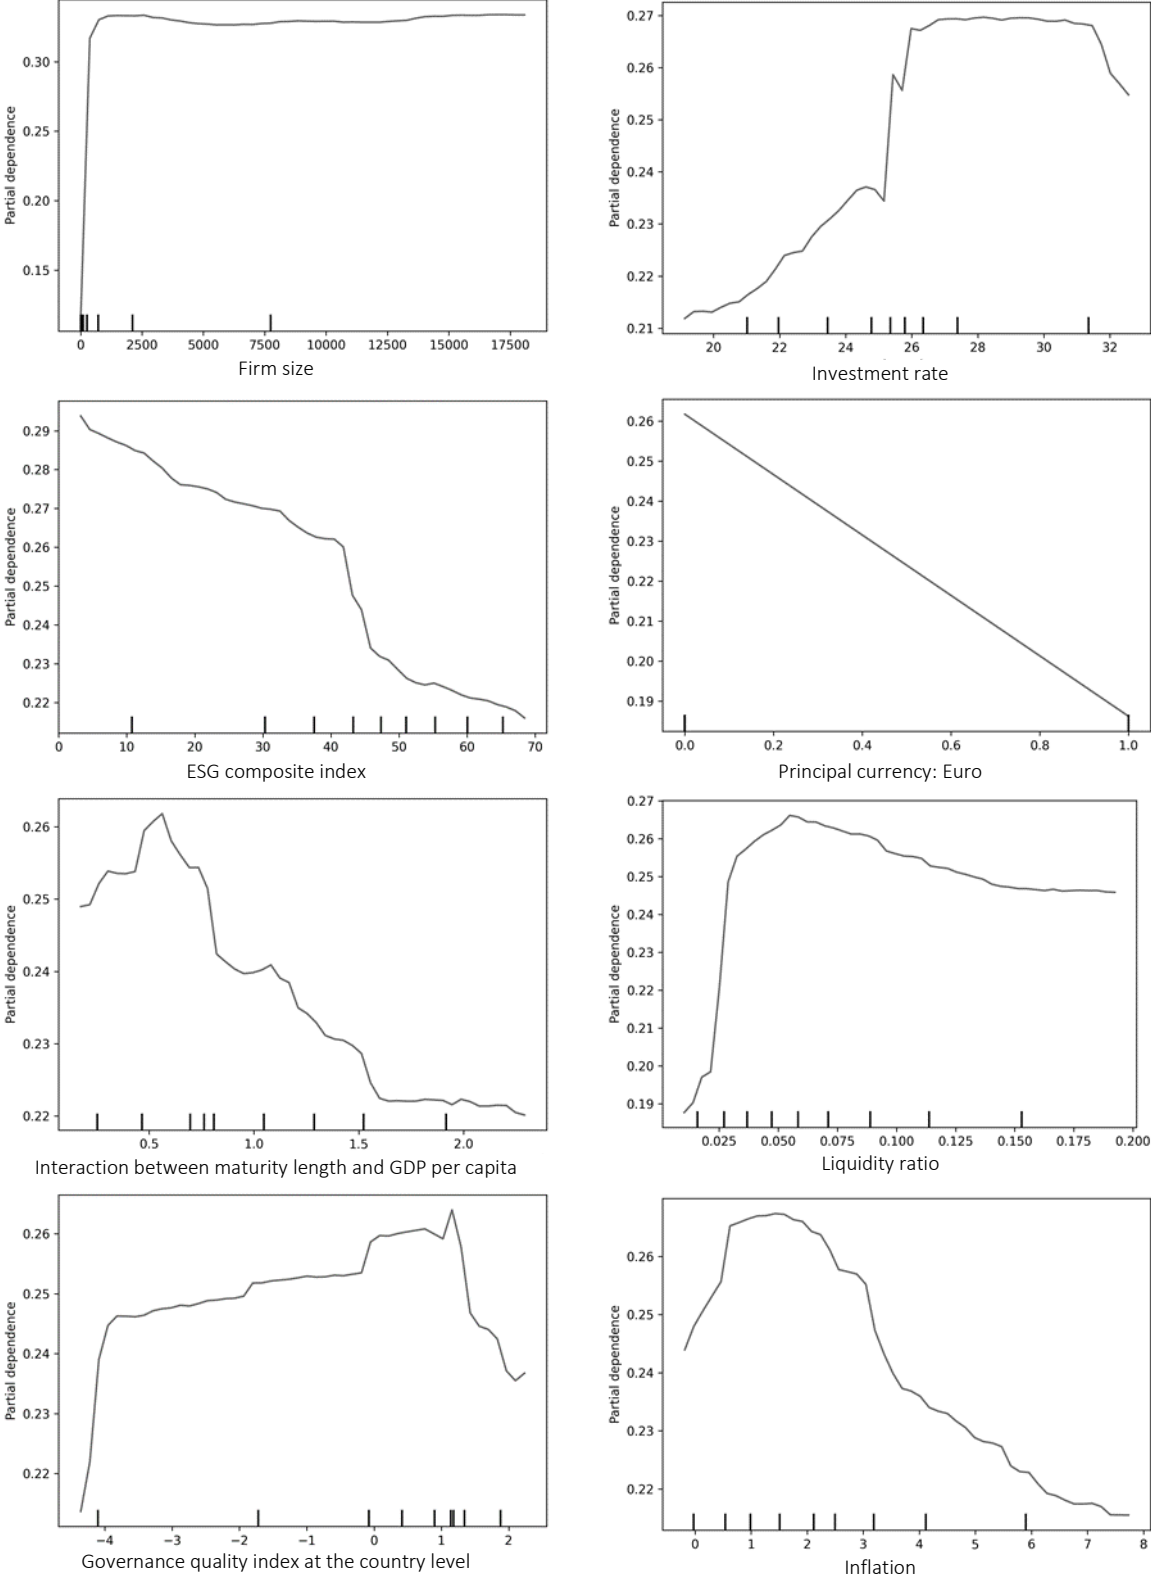 Partial dependence
0.30
0.25
0.20
0.15
0 2500 5000 7500 10000 12500 15000 17500
Firm size
Partial dependence
0.27
0.26
0.25
0.24
0.23
0.22
0.21
20 22 24 26 28 30 32
Investment rate
Partial dependence
0.29
0.28
0.27
0.26
0.25
0.24
0.23
0.22
0 10 20 30 40 50 60 70
ESG composite index
Partial dependence
0.26
0.25
0.24
0.23
0.22
0.21
0.20
0.19
0.0 0.2 0.4 0.6 0.8 1.0
Principal currency: Euro
Partial dependence
0.26
0.25
0.24
0.23
0.22
0.5 1.0 1.5 2.0
Interaction between maturity length and GDP per capita
Partial dependence
0.27
0.26
0.25
0.24
0.23
0.22
0.21
0.20
0.19
0.025 0.050 0.075 0.100 0.125 0.150 0.175 0.200
Liquidity ratio
Partial dependence
0.26
0.25
0.24
0.23
0.22
−4 −3 −2 −1 0 1 2
Governance quality index at the country level
Partial dependence
0.26
0.25
0.24
0.23
0.22
0 1 2 3 4 5 6 7 8
Inflation